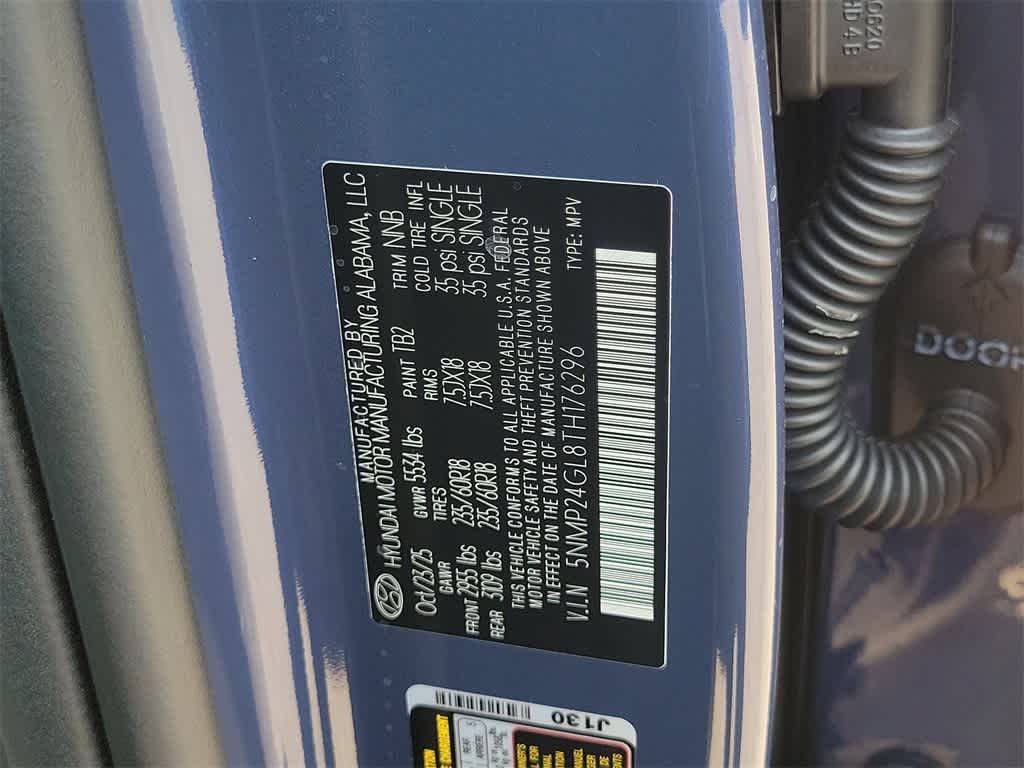 MANUFACTURED BY
HYUNDAI MOTOR MANUFACTURING ALABAMA, LLC
Oct/23/25 GVWR 5534 lbs PAINT TB2 TRIM NNB
GAWR TIRES RIMS COLD TIRE INFL
FRONT 2955 lbs 235/60R18 7.5JX18 35 psi SINGLE
REAR 3109 lbs 235/60R18 7.5JX18 35 psi SINGLE
THIS VEHICLE CONFORMS TO ALL APPLICABLE U.S.A. FEDERAL
MOTOR VEHICLE SAFETY AND THEFT PREVENTION STANDARDS
IN EFFECT ON THE DATE OF MANUFACTURE SHOWN ABOVE
V.I.N 5NMP24GL8TH176296 TYPE: MPV
J130
HD 4 B